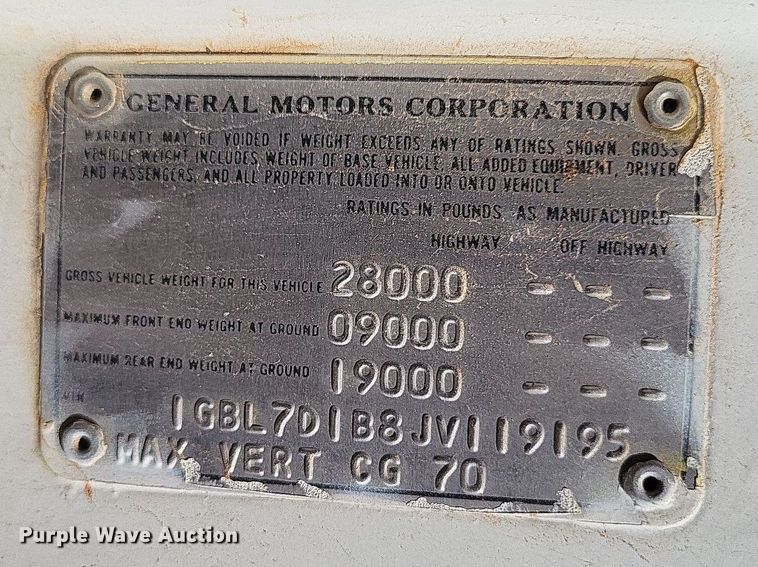 GENERAL MOTORS CORPORATION
WARRANTY MAY BE VOIDED IF WEIGHT EXCEEDS ANY OF RATINGS SHOWN. GROSS
VEHICLE WEIGHT INCLUDES WEIGHT OF BASE VEHICLE, ALL ADDED EQUIPMENT, DRIVER
AND PASSENGERS, AND ALL PROPERTY LOADED INTO OR ONTO VEHICLE.
RATINGS IN POUNDS, AS MANUFACTURED
HIGHWAY OFF HIGHWAY
GROSS VEHICLE WEIGHT FOR THIS VEHICLE 28000 - - -
MAXIMUM FRONT END WEIGHT AT GROUND 09000 - - -
MAXIMUM REAR END WEIGHT AT GROUND 19000 - - -
VIN 1GBL7D1B8JV119195
MAX VERT CG 70
Purple Wave Auction